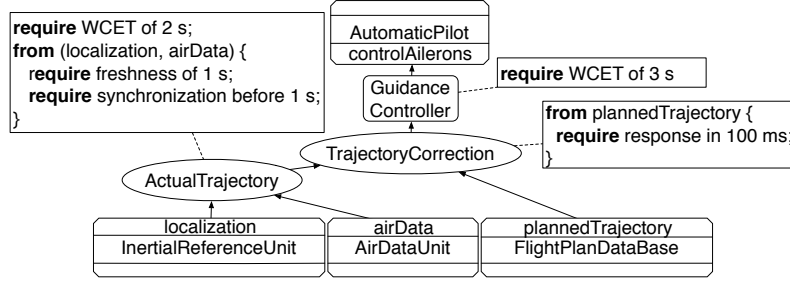 require WCET of 2 s;
from (localization, airData) {
require freshness of 1 s;
require synchronization before 1 s;
}
AutomaticPilot
controlAilerons
Guidance
Controller
require WCET of 3 s
from plannedTrajectory {
require response in 100 ms;
}
TrajectoryCorrection
ActualTrajectory
localization
InertialReferenceUnit
airData
AirDataUnit
plannedTrajectory
FlightPlanDataBase